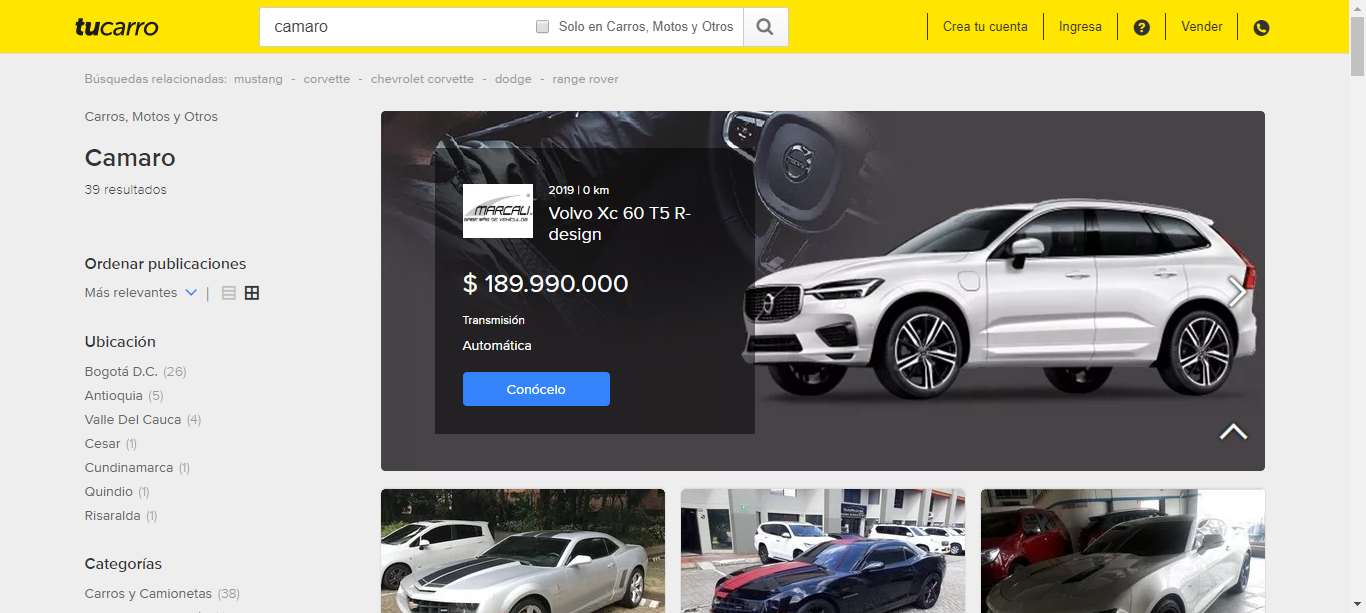 tucarro
camaro
Solo en Carros, Motos y Otros
Crea tu cuenta
Ingresa
?
Vender
Búsquedas relacionadas: mustang - corvette - chevrolet corvette - dodge - range rover
Carros, Motos y Otros
Camaro
39 resultados
Ordenar publicaciones
Más relevantes |
Ubicación
Bogotá D.C. (26)
Antioquia (5)
Valle Del Cauca (4)
Cesar (1)
Cundinamarca (1)
Quindio (1)
Risaralda (1)
Categorías
Carros y Camionetas (38)
MARCALI
2019 | 0 km
Volvo Xc 60 T5 R-
design
$ 189.990.000
Transmisión
Automática
Conócelo